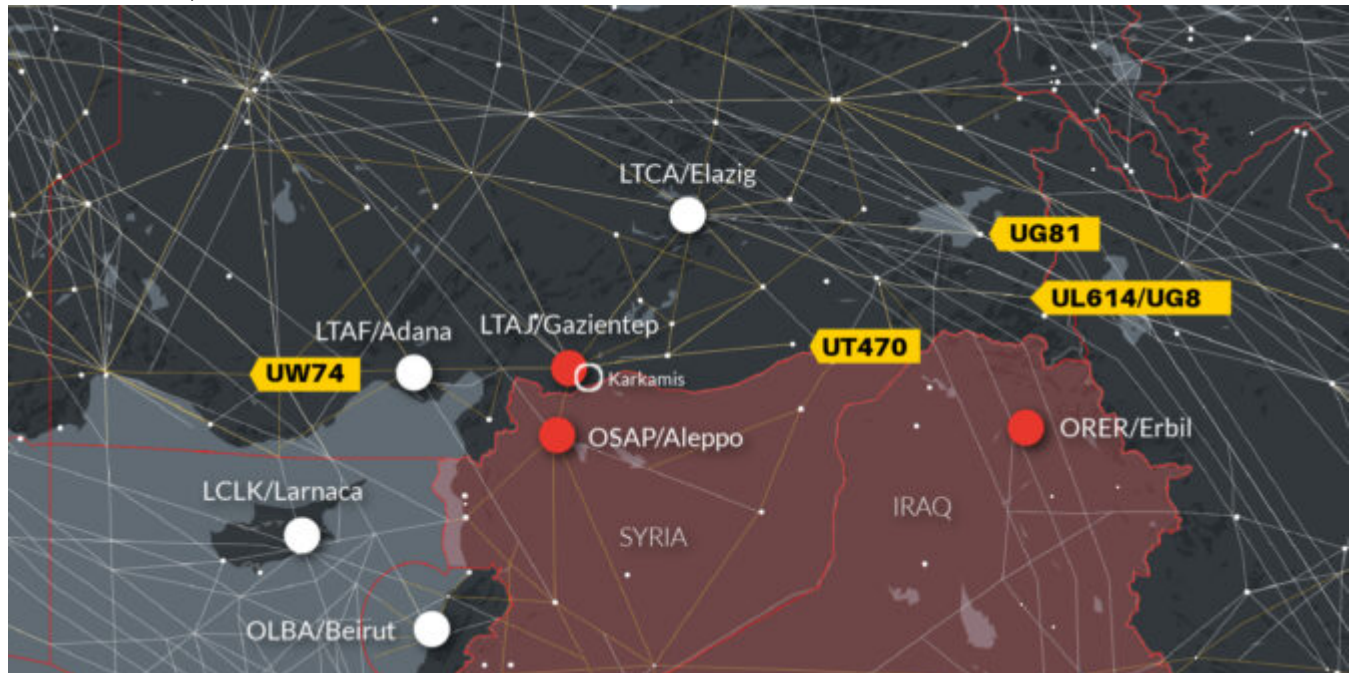 LTCA/Elazig
UG81
UL614/UG8
LTAF/Adana
LTAJ/Gazientep
UT470
UW74
Karkamis
OSAP/Aleppo
ORER/Erbil
LCLK/Larnaca
IRAQ
SYRIA
OLBA/Beirut